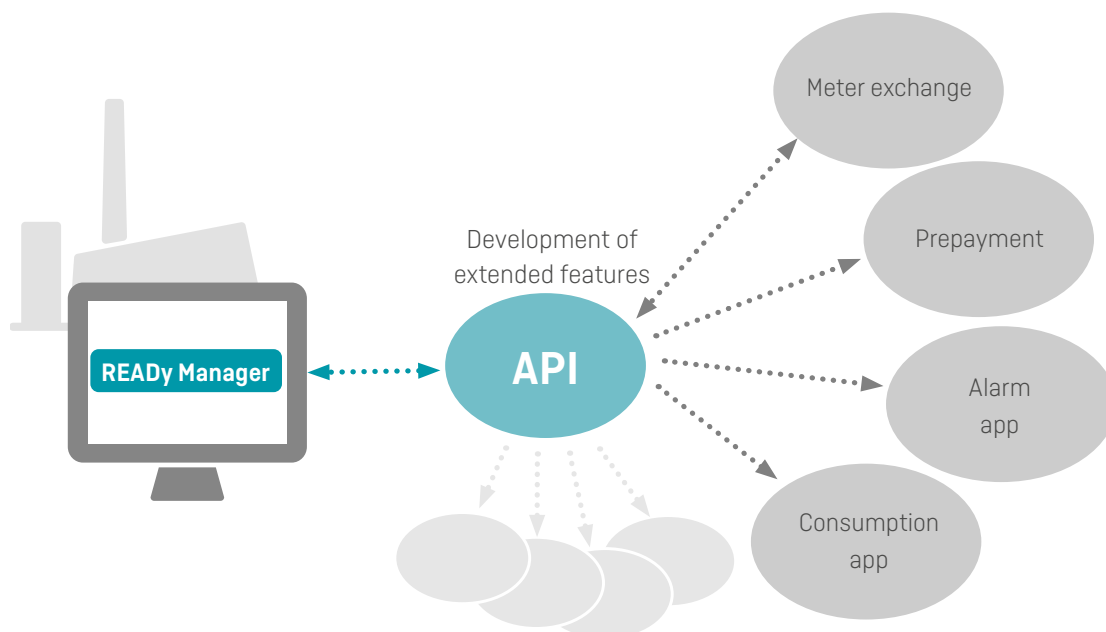 Meter exchange
Prepayment
Development of
extended features
READy Manager
API
Alarm
app
Consumption
app